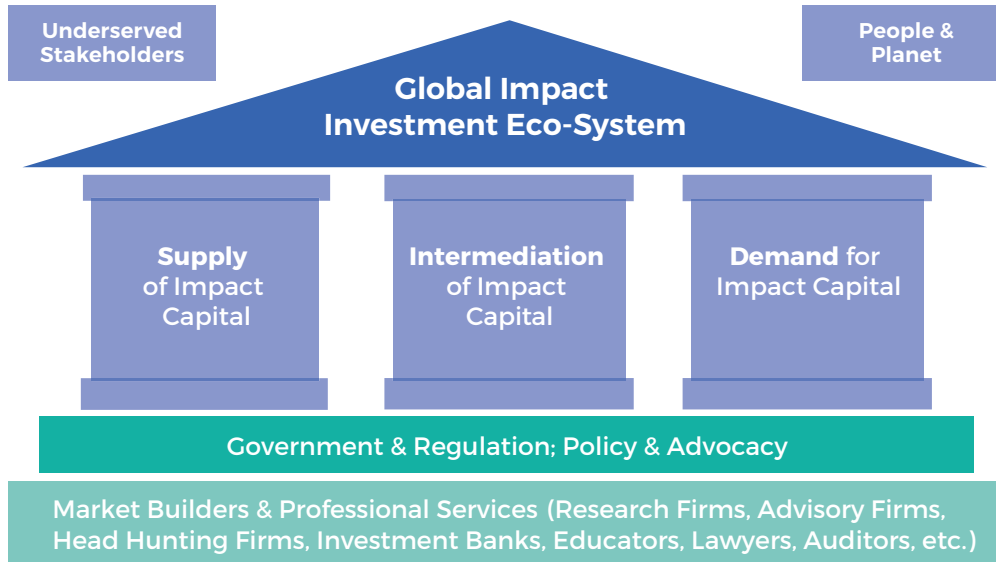 Underserved
Stakeholders
People &
Planet
Global Impact
Investment Eco-System
Supply
of Impact
Capital
Intermediation
of Impact
Capital
Demand for
Impact Capital
Government & Regulation; Policy & Advocacy
Market Builders & Professional Services (Research Firms, Advisory Firms,
Head Hunting Firms, Investment Banks, Educators, Lawyers, Auditors, etc.)